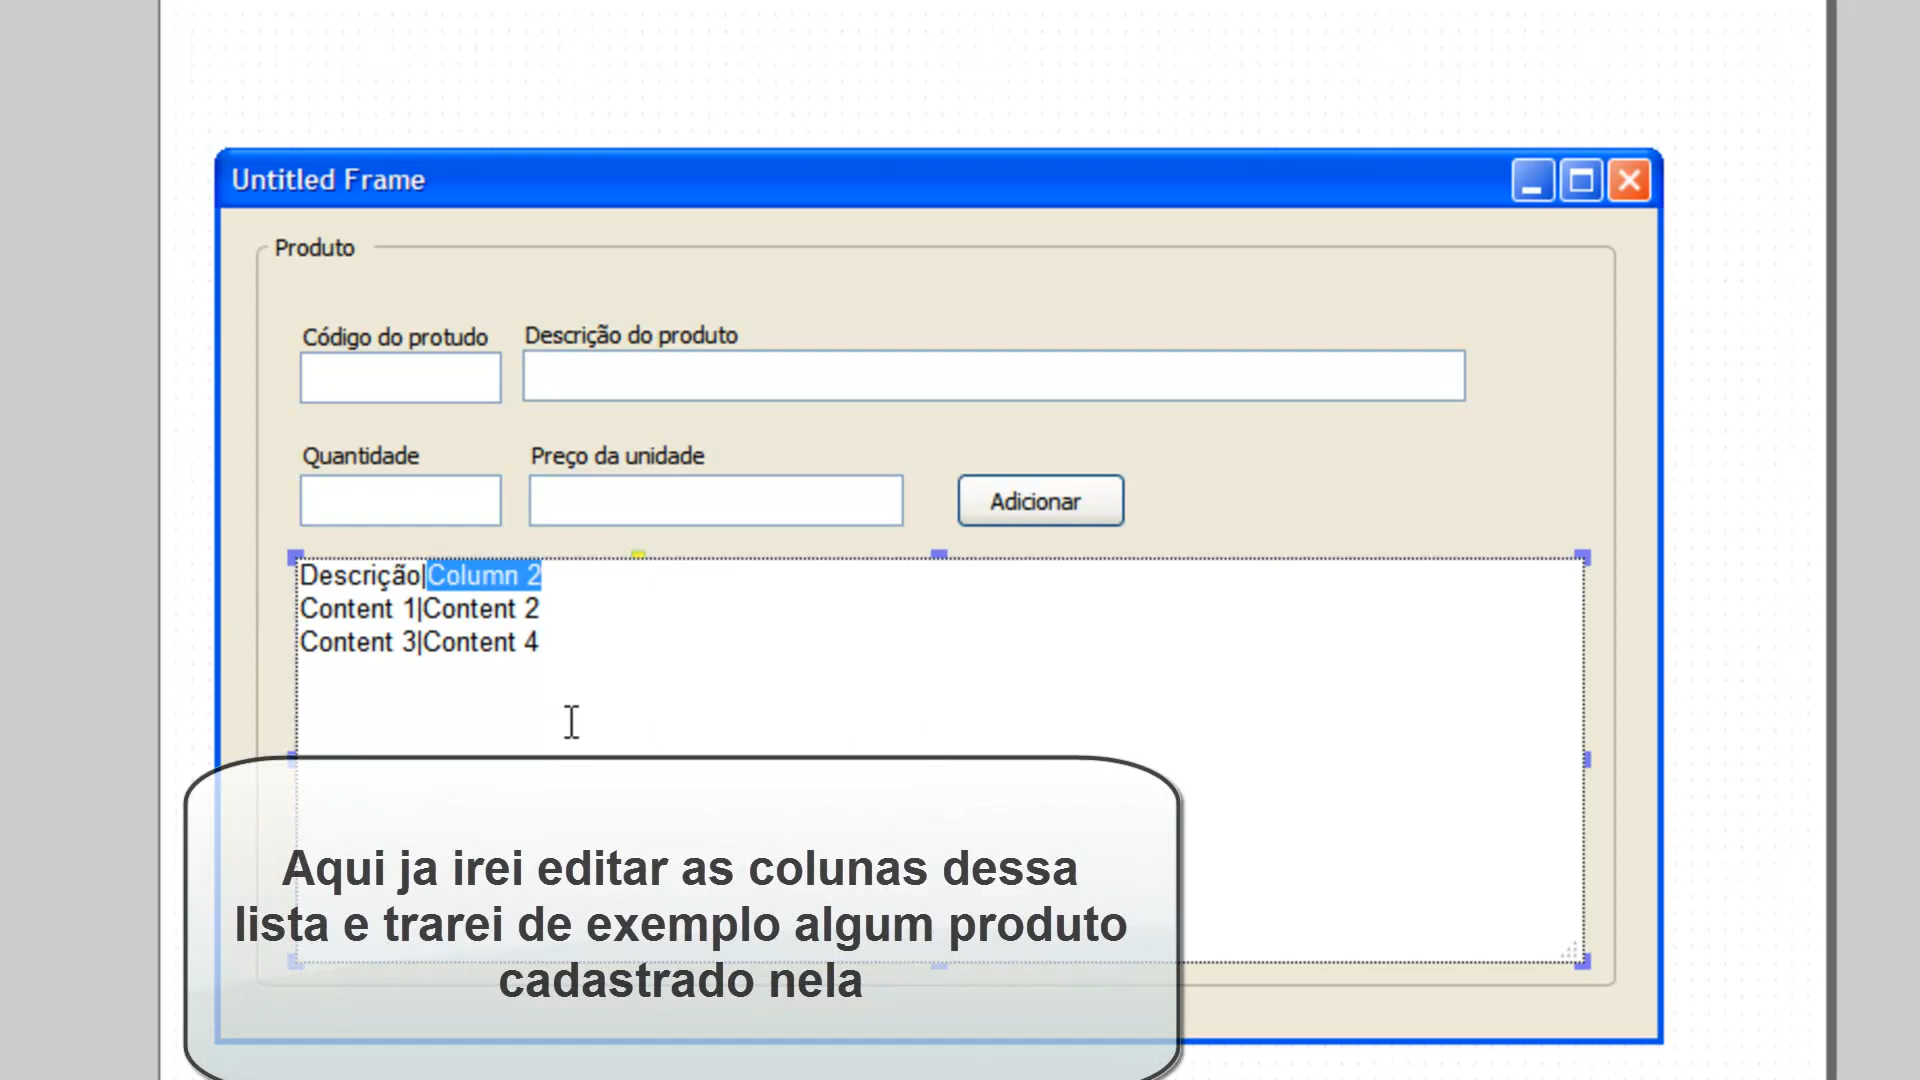 Untitled Frame
Produto
Código do protudo
Descrição do produto
Quantidade
Preço da unidade
Adicionar
Descrição|Column 2
Content 1|Content 2
Content 3|Content 4
Aqui ja irei editar as colunas dessa
lista e trarei de exemplo algum produto
cadastrado nela